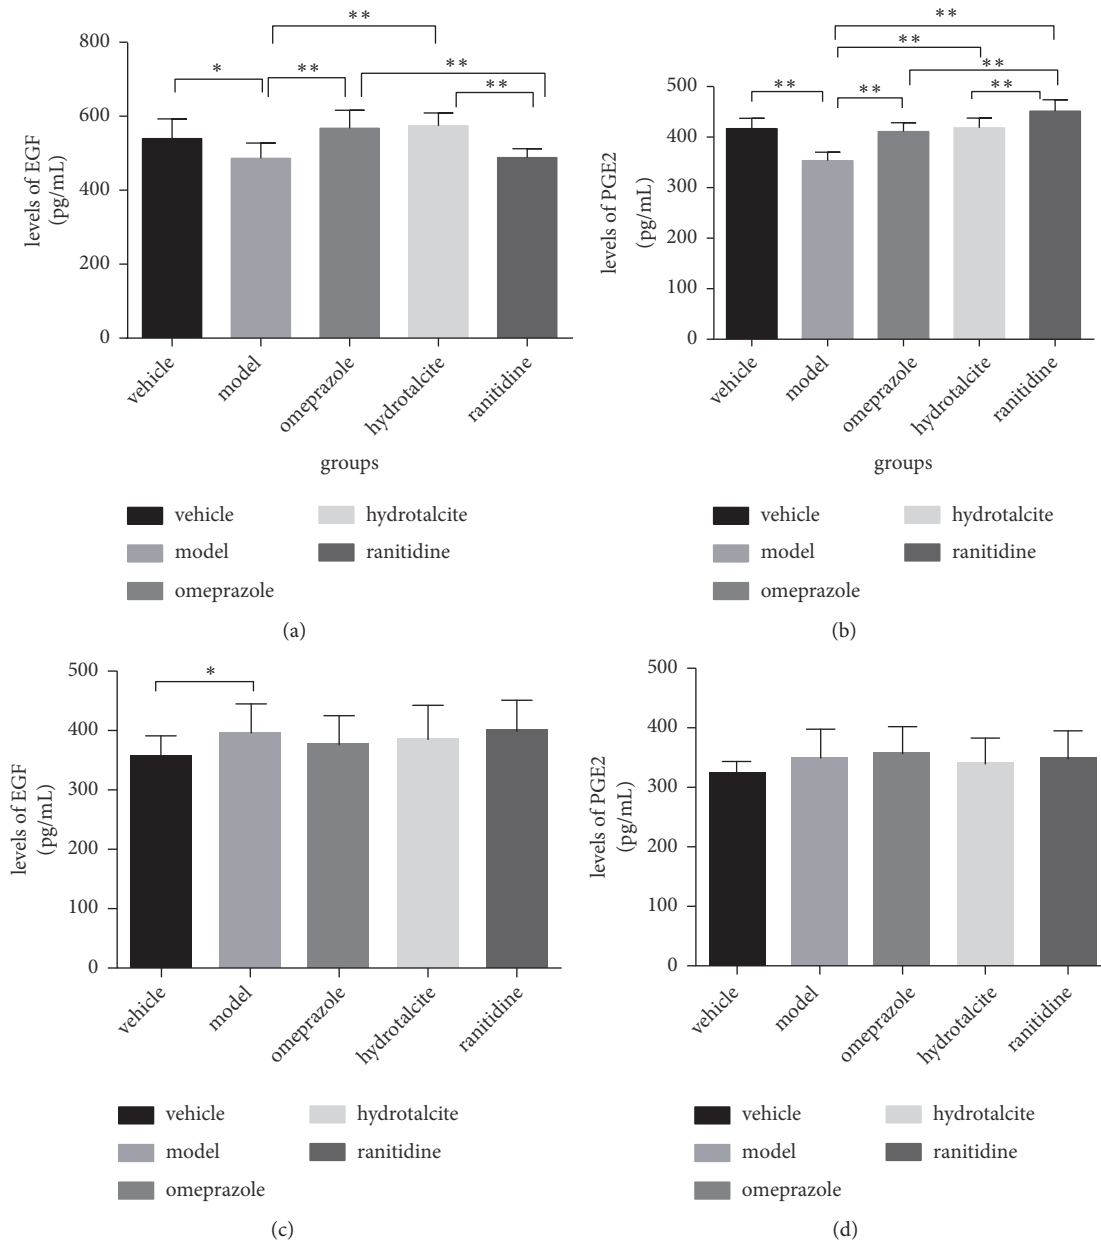 **
* ** **
**
800
600
400
200
0
levels of EGF
(pg/mL)
vehicle
model
omeprazole
hydrotalcite
ranitidine
groups
vehicle hydrotalcite
model ranitidine
omeprazole
(a)
**
**
**
** ** **
500
400
300
200
100
0
levels of PGE2
(pg/mL)
vehicle
model
omeprazole
hydrotalcite
ranitidine
groups
vehicle hydrotalcite
model ranitidine
omeprazole
(b)
*
500
400
300
200
100
0
levels of EGF
(pg/mL)
vehicle
model
omeprazole
hydrotalcite
ranitidine
vehicle hydrotalcite
model ranitidine
omeprazole
(c)
500
400
300
200
100
0
levels of PGE2
(pg/mL)
vehicle
model
omeprazole
hydrotalcite
ranitidine
vehicle hydrotalcite
model ranitidine
omeprazole
(d)